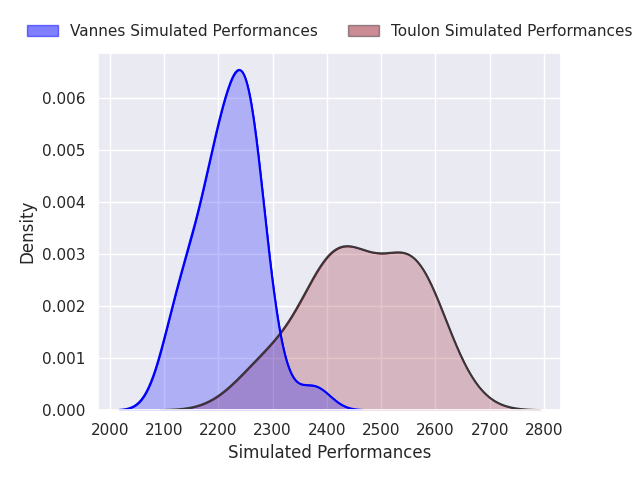 Vannes Simulated Performances Toulon Simulated Performances
0.006
0.005
0.004
0.003
0.002
0.001
0.000
Density
2000 2100 2200 2300 2400 2500 2600 2700 2800
Simulated Performances